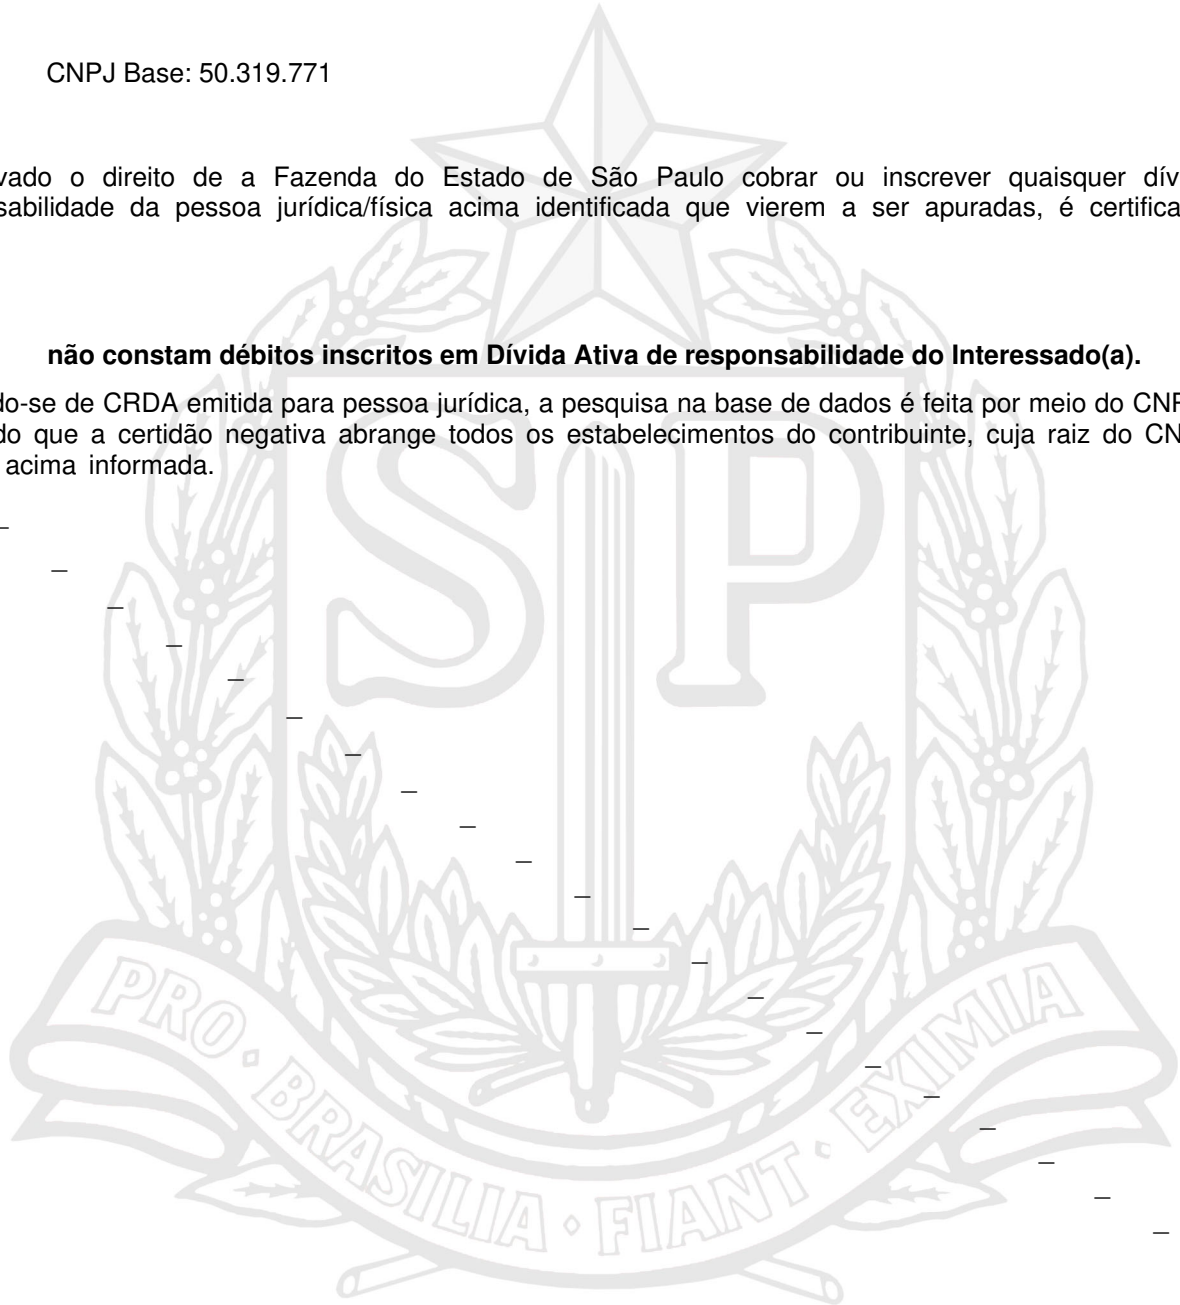 CNPJ Base: 50.319.771
vado o direito de a Fazenda do Estado de São Paulo cobrar ou inscrever quaisquer dív
sabilidade da pessoa jurídica/física acima identificada que vierem a ser apuradas, é certifica
não constam débitos inscritos em Dívida Ativa de responsabilidade do Interessado(a).
do-se de CRDA emitida para pessoa jurídica, a pesquisa na base de dados é feita por meio do CNP
do que a certidão negativa abrange todos os estabelecimentos do contribuinte, cuja raiz do CN
acima informada.
SP
PRO • BRASILIA • FIANT • EXIMIA